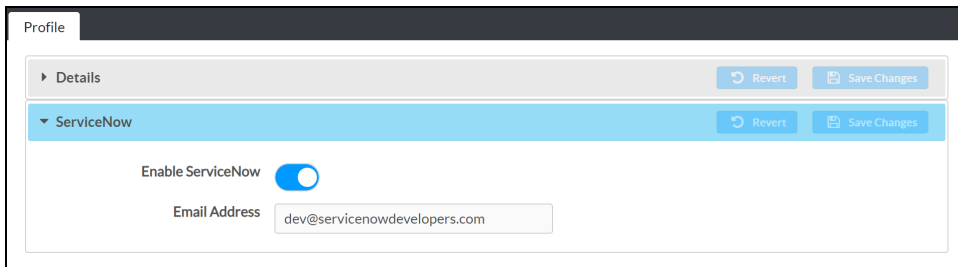 Profile
Details Revert Save Changes
ServiceNow Revert Save Changes
Enable ServiceNow
Email Address dev@servicenowdevelopers.com